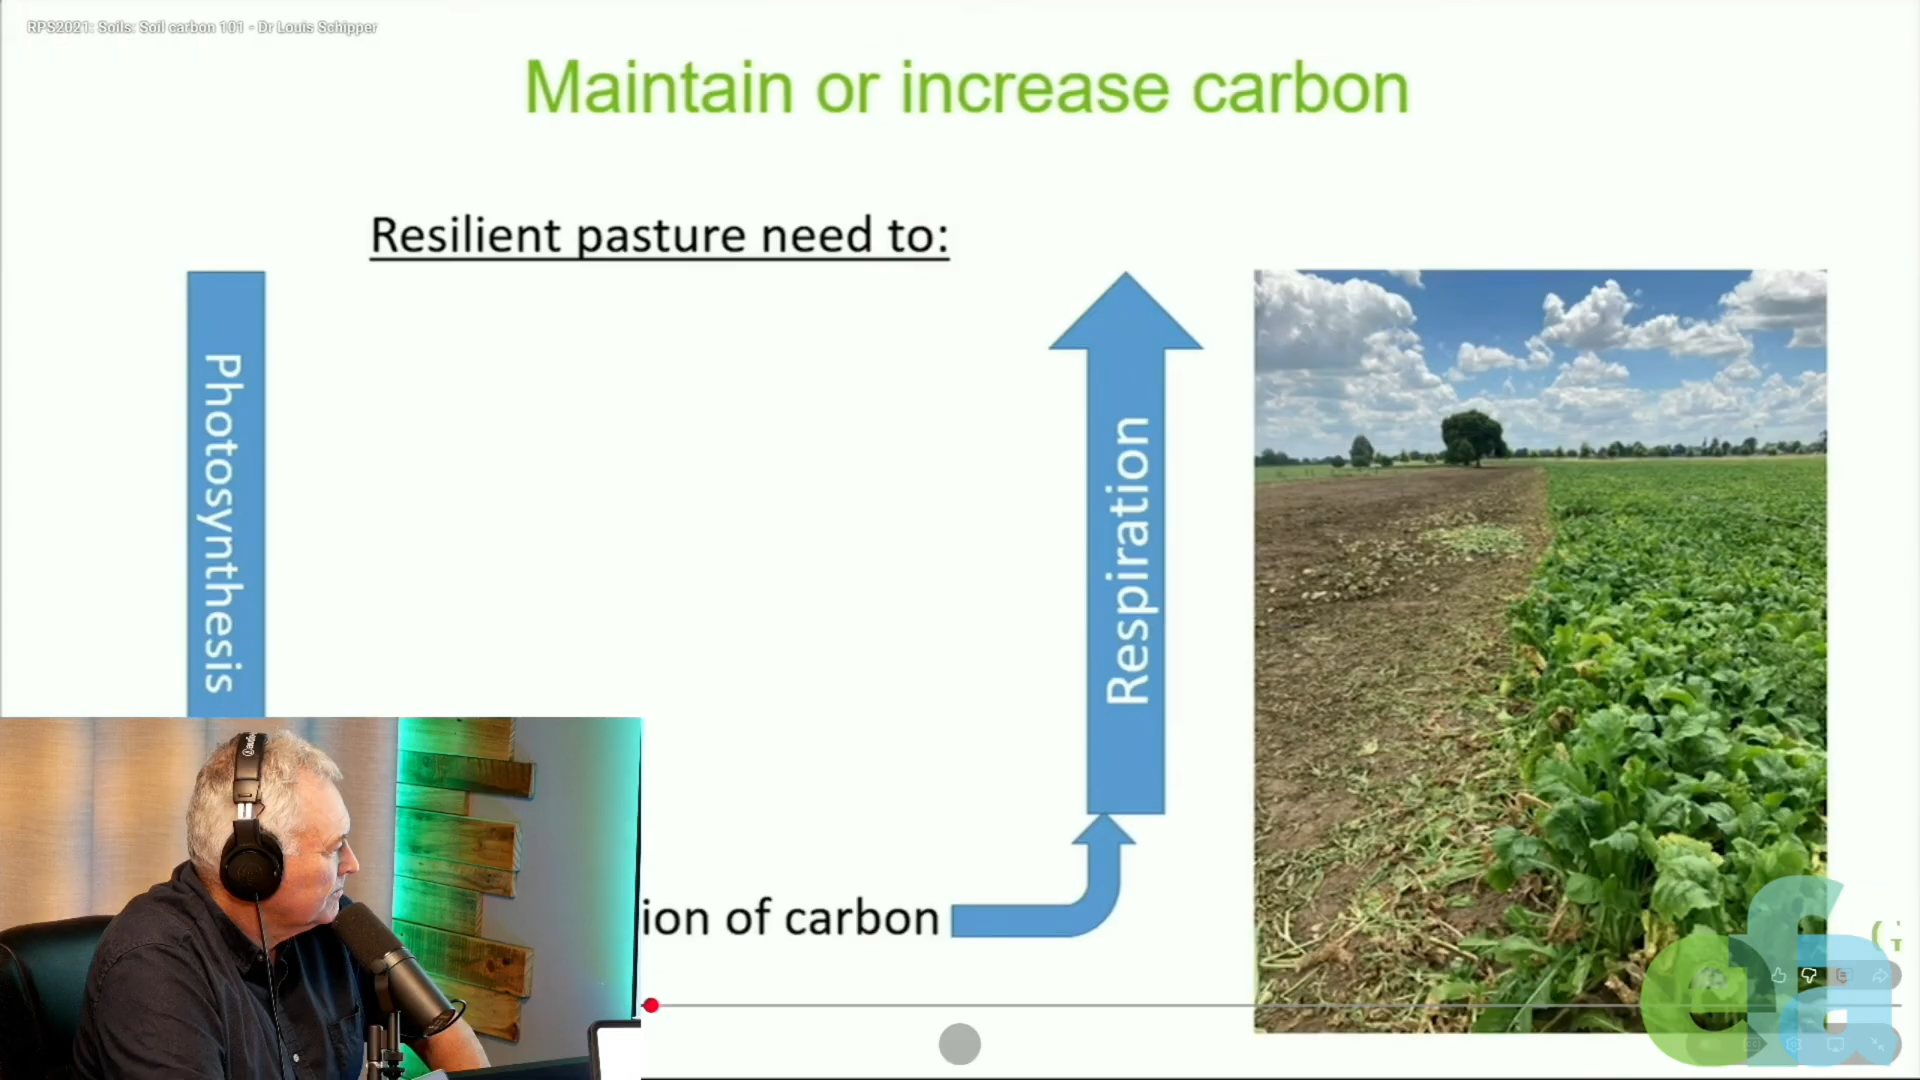 RPS2021: Soils: Soil carbon 101 - Dr Louis Schipper
Maintain or increase carbon
Resilient pasture need to:
Photosynthesis
Respiration
ion of carbon
G
efa